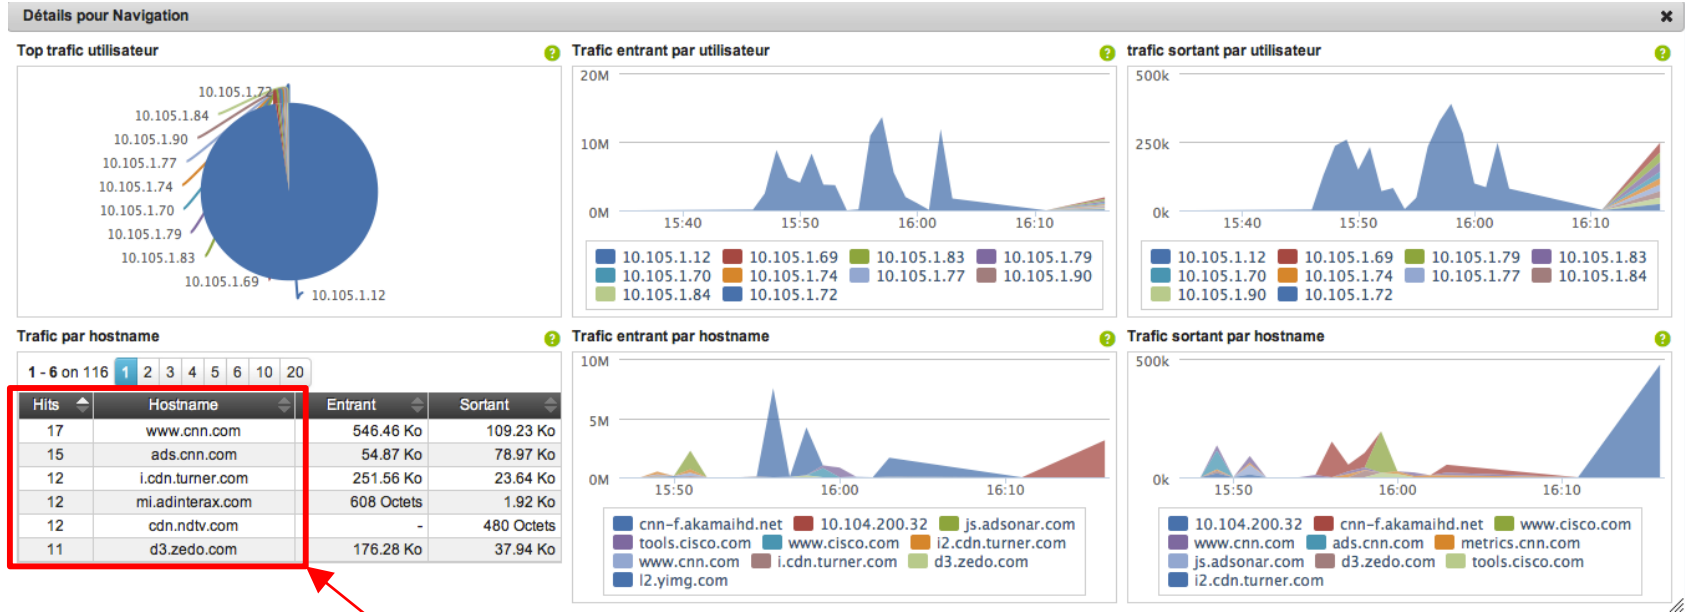 Détails pour Navigation
Top trafic utilisateur
10.105.1.72
10.105.1.84
10.105.1.90
10.105.1.77
10.105.1.74
10.105.1.70
10.105.1.79
10.105.1.83
10.105.1.69
10.105.1.12
Trafic entrant par utilisateur
20M
10M
0M
15:40 15:50 16:00 16:10
10.105.1.12 10.105.1.69 10.105.1.83 10.105.1.79
10.105.1.70 10.105.1.74 10.105.1.77 10.105.1.90
10.105.1.84 10.105.1.72
trafic sortant par utilisateur
500k
250k
0k
15:40 15:50 16:00 16:10
10.105.1.12 10.105.1.69 10.105.1.79 10.105.1.83
10.105.1.70 10.105.1.74 10.105.1.77 10.105.1.84
10.105.1.90 10.105.1.72
Trafic par hostname
1 - 6 on 116 1 2 3 4 5 6 10 20
Hits Hostname Entrant Sortant
17 www.cnn.com 546.46 Ko 109.23 Ko
15 ads.cnn.com 54.87 Ko 78.97 Ko
12 i.cdn.turner.com 251.56 Ko 23.64 Ko
12 mi.adinterax.com 608 Octets 1.92 Ko
12 cdn.ndtv.com - 480 Octets
11 d3.zedo.com 176.28 Ko 37.94 Ko
Trafic entrant par hostname
10M
5M
0M
15:50 16:00 16:10
cnn-f.akamaihd.net 10.104.200.32 js.adsonar.com
tools.cisco.com www.cisco.com i2.cdn.turner.com
www.cnn.com i.cdn.turner.com d3.zedo.com
l2.yimg.com
Trafic sortant par hostname
500k
0k
15:50 16:00 16:10
10.104.200.32 cnn-f.akamaihd.net www.cisco.com
www.cnn.com ads.cnn.com metrics.cnn.com
js.adsonar.com d3.zedo.com tools.cisco.com
i2.cdn.turner.com